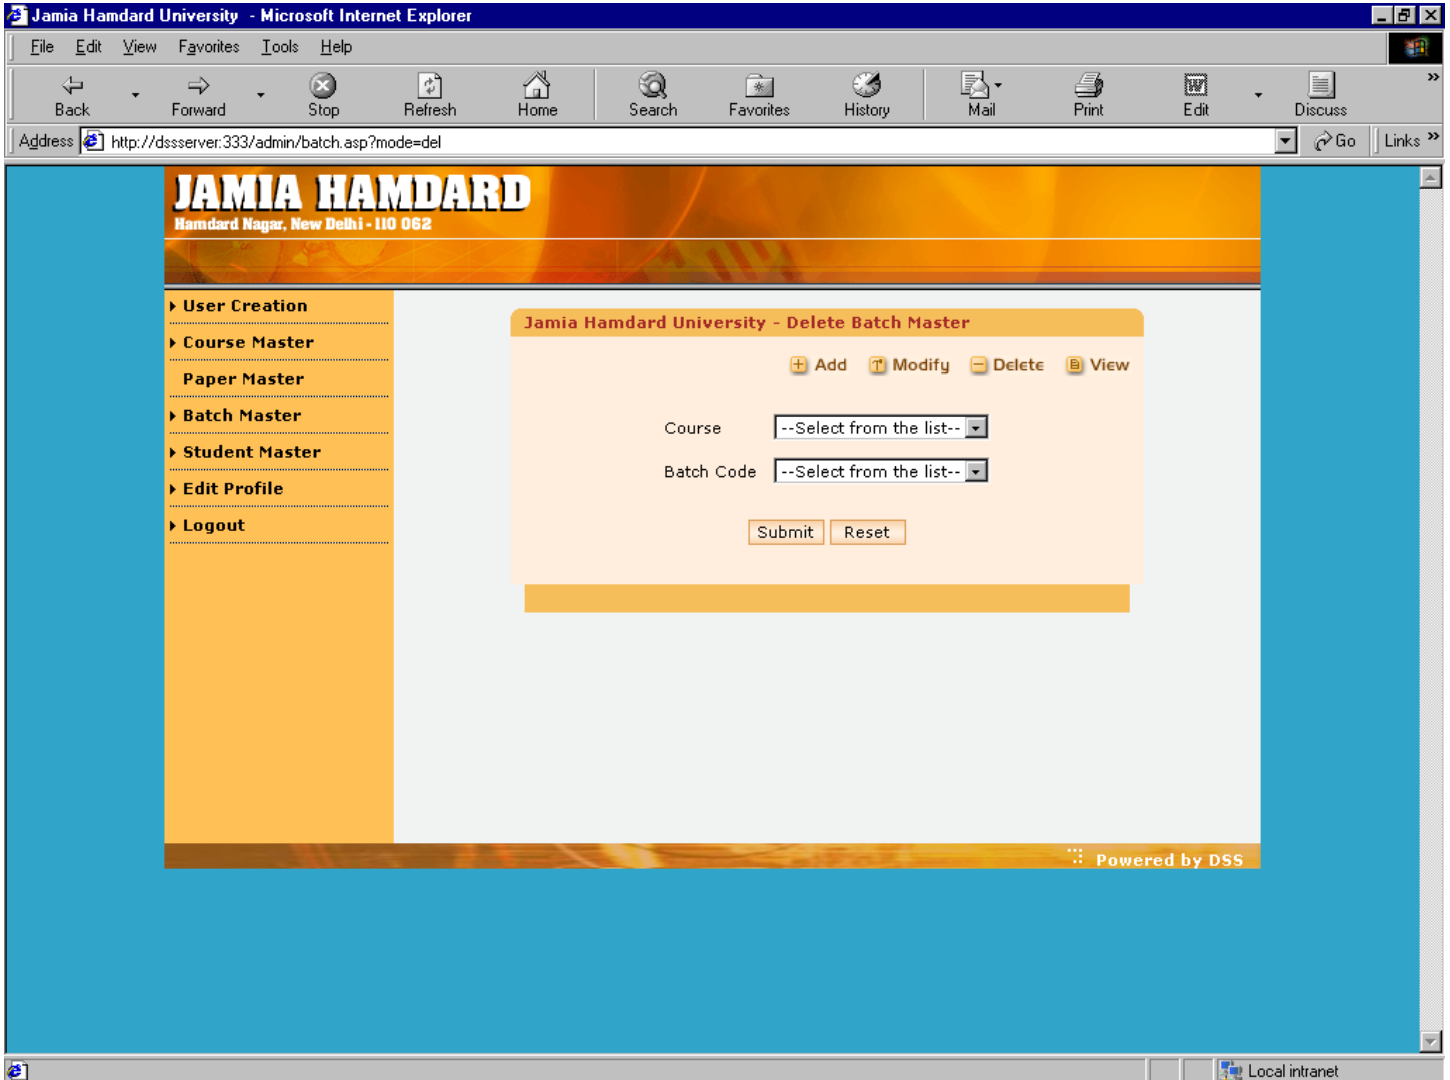 Jamia Hamdard University - Microsoft Internet Explorer
File Edit View Favorites Tools Help
Back Forward Stop Refresh Home Search Favorites History Mail Print Edit Discuss »
Address http://dssserver:333/admin/batch.asp?mode=del Go Links »
JAMIA HAMDARD
Hamdard Nagar, New Delhi - 110 062
User Creation
Course Master
Paper Master
Batch Master
Student Master
Edit Profile
Logout
Jamia Hamdard University - Delete Batch Master
Add Modify Delete View
Course --Select from the list--
Batch Code --Select from the list--
Submit Reset
Powered by DSS
Local intranet